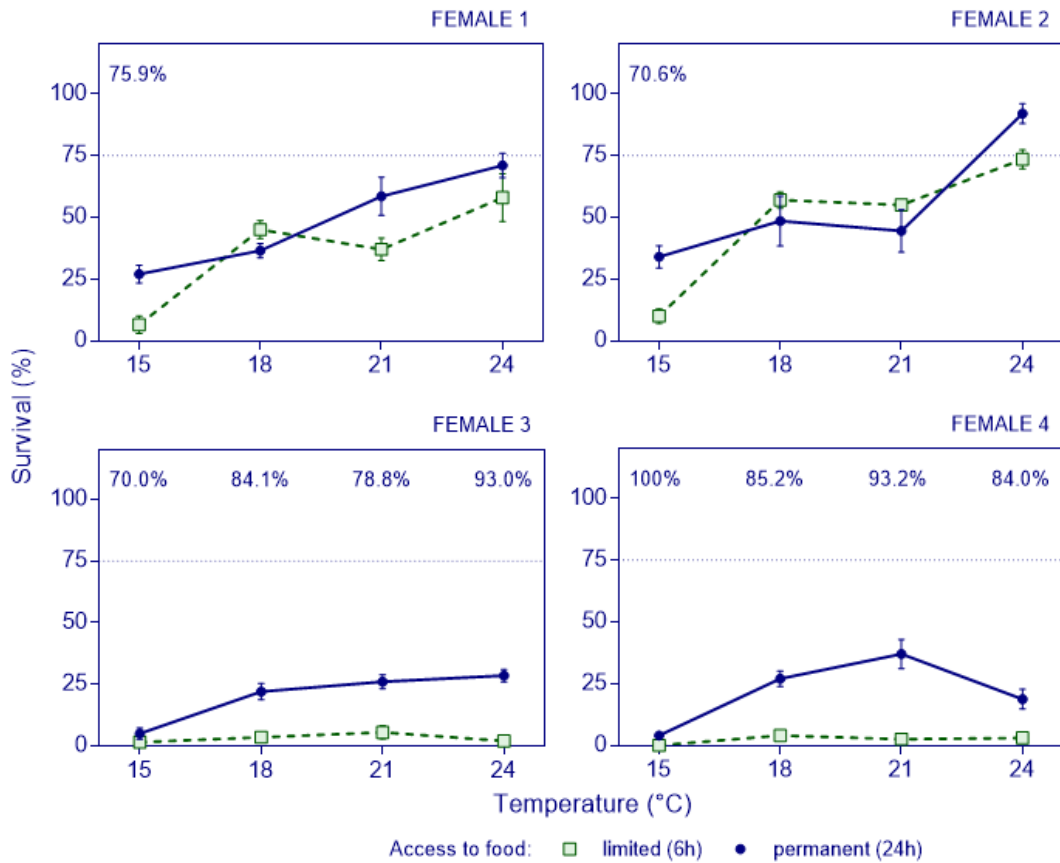 FEMALE 1
FEMALE 2
75.9%
70.6%
100
100
75
75
50
50
25
25
0
0
15 18 21 24
15 18 21 24
Survival (%)
FEMALE 3
FEMALE 4
70.0% 84.1% 78.8% 93.0%
100% 85.2% 93.2% 84.0%
100
100
75
75
50
50
25
25
0
0
15 18 21 24
15 18 21 24
Temperature (°C)
Access to food: limited (6h) permanent (24h)